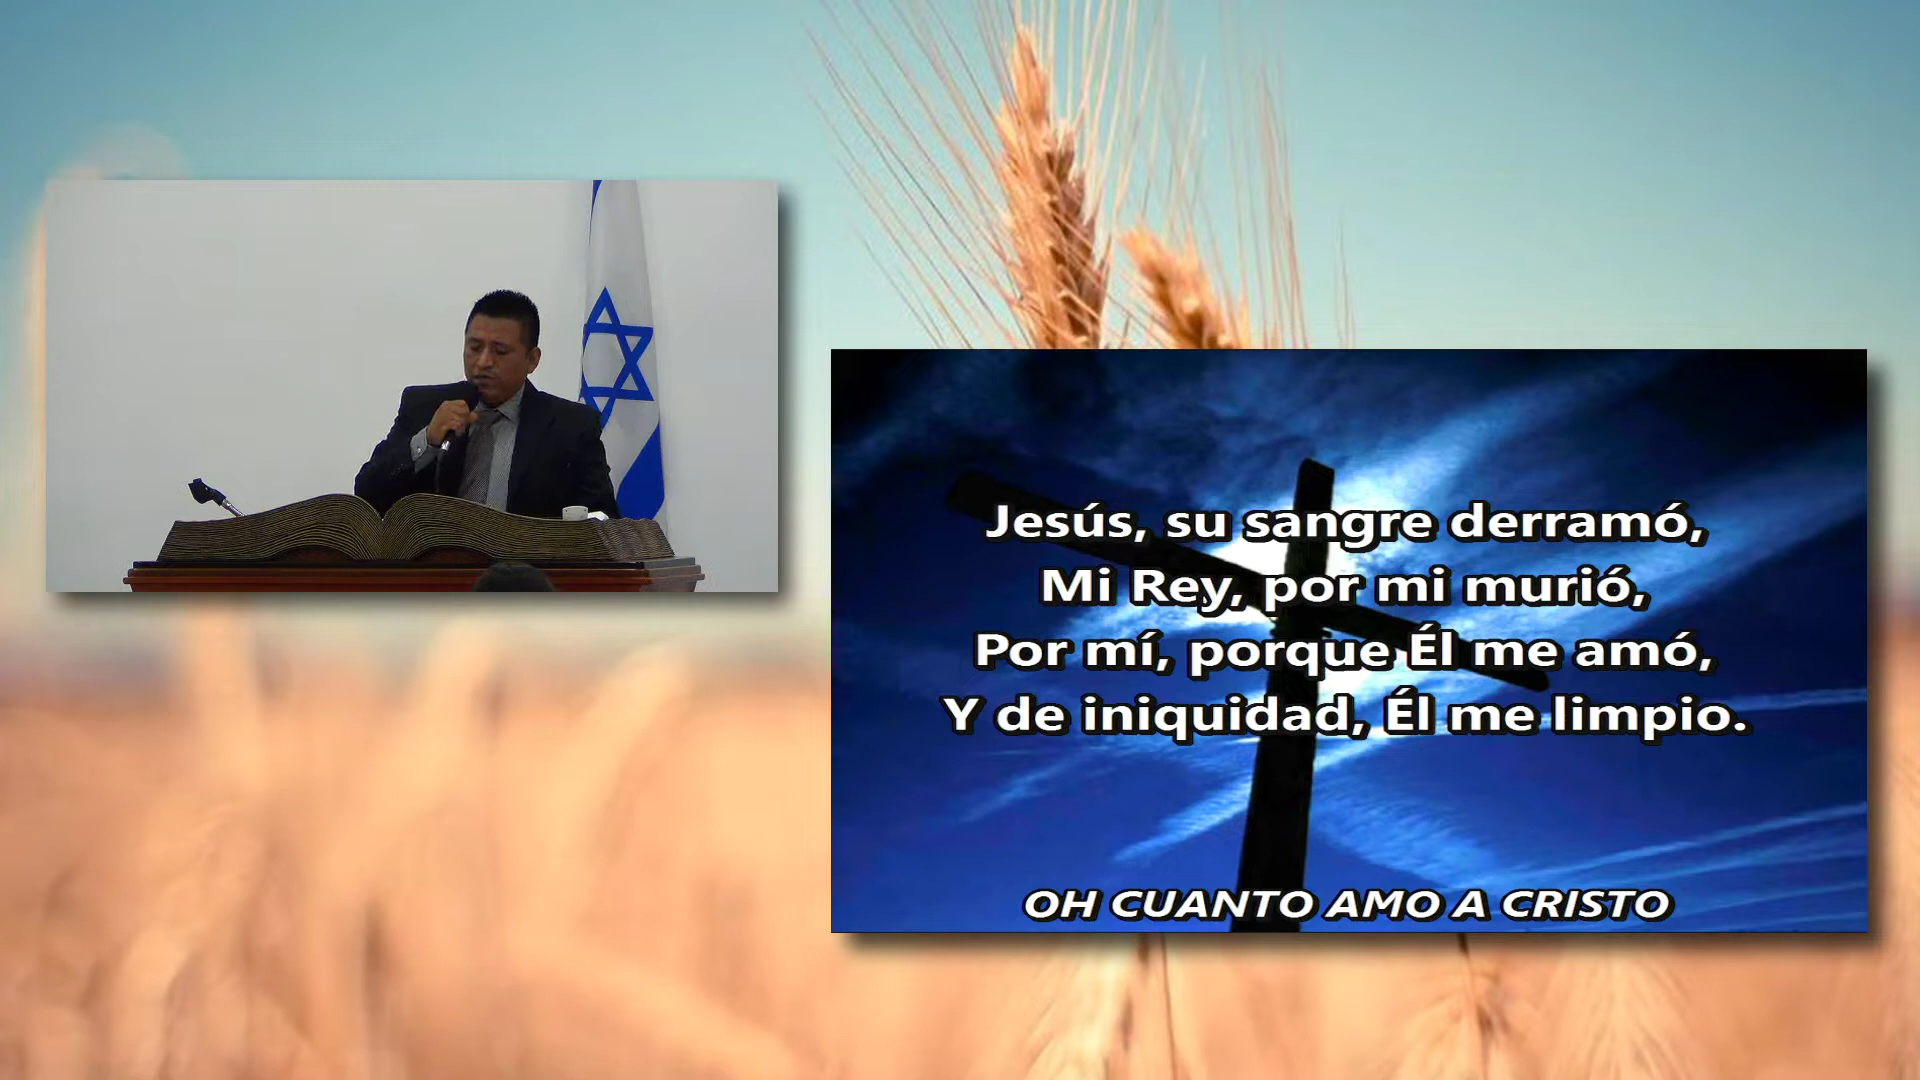 Jesús, su sangre derramó,
Mi Rey, por mi murió,
Por mí, porque Él me amó,
Y de iniquidad, Él me limpio.
OH CUANTO AMO A CRISTO